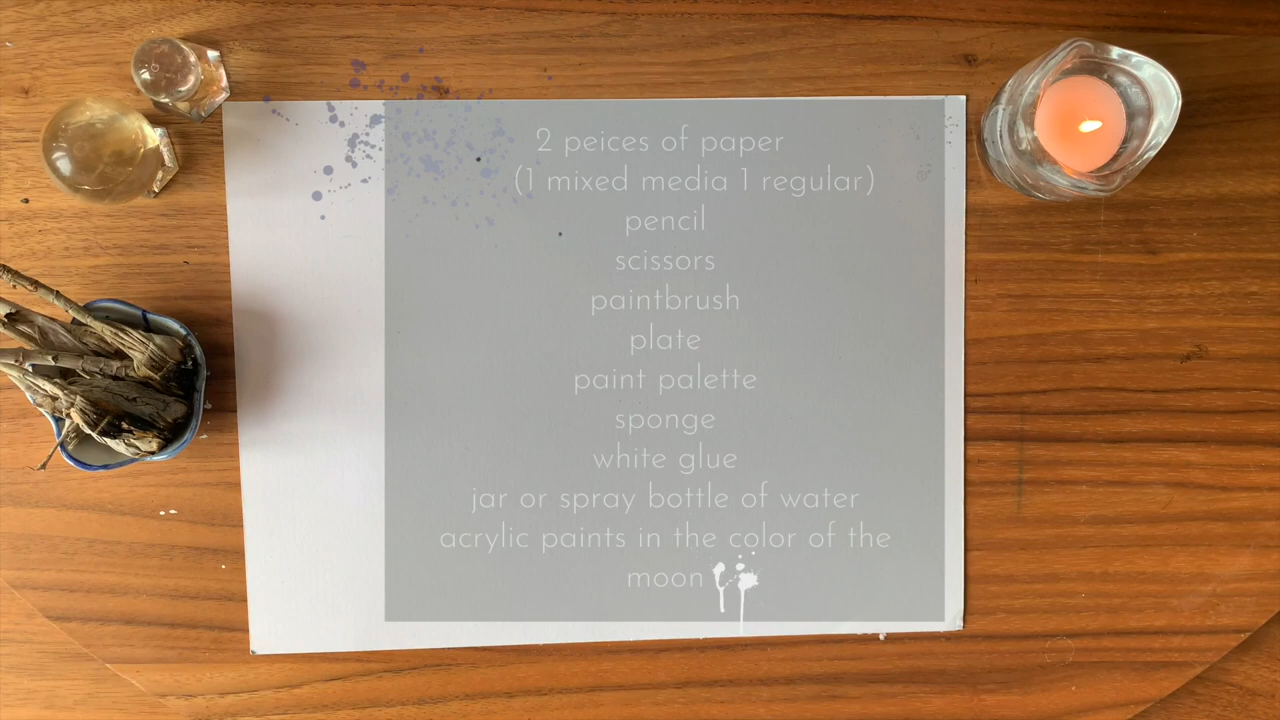 2 peices of paper
(1 mixed media 1 regular)
pencil
scissors
paintbrush
plate
paint palette
sponge
white glue
jar or spray bottle of water
acrylic paints in the color of the
moon